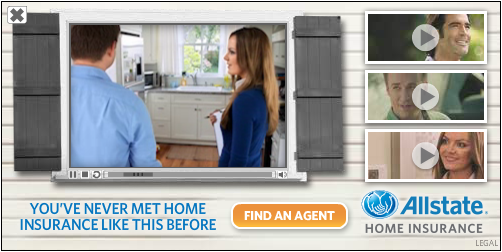 YOU'VE NEVER MET HOME
INSURANCE LIKE THIS BEFORE
FIND AN AGENT
Allstate.
HOME INSURANCE
LEGAL